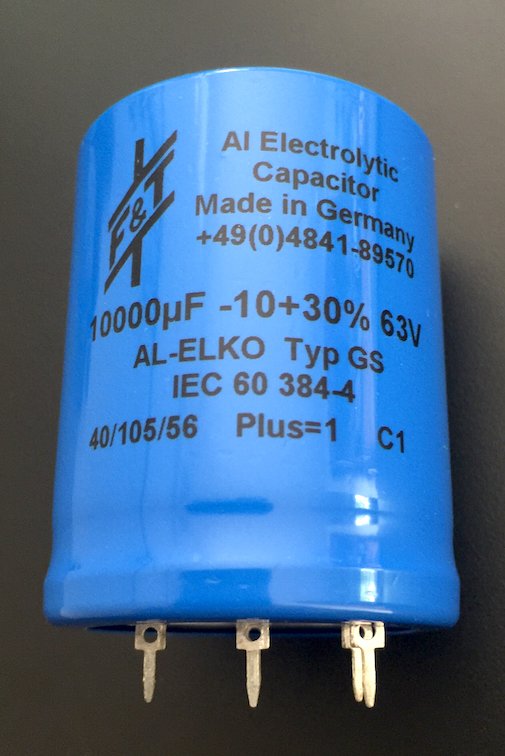 F&T
Al Electrolytic
Capacitor
Made in Germany
+49(0)4841-89570
10000µF -10+30% 63V
AL-ELKO Typ GS
IEC 60 384-4
40/105/56 Plus=1 C1